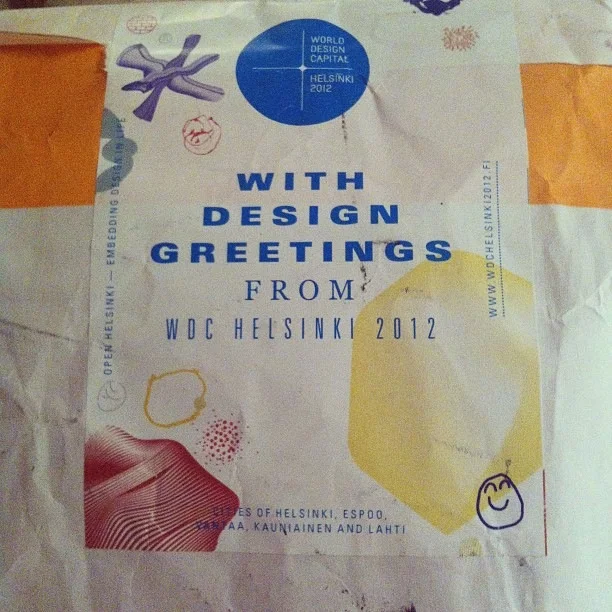 WORLD
DESIGN
CAPITAL
HELSINKI
2012
WITH
DESIGN
GREETINGS
FROM
WDC HELSINKI 2012
OPEN HELSINKI — EMBEDDING DESIGN IN LIFE
WWW.WDCHELSINKI2012.FI
CITIES OF HELSINKI, ESPOO,
VANTAA, KAUNIAINEN AND LAHTI